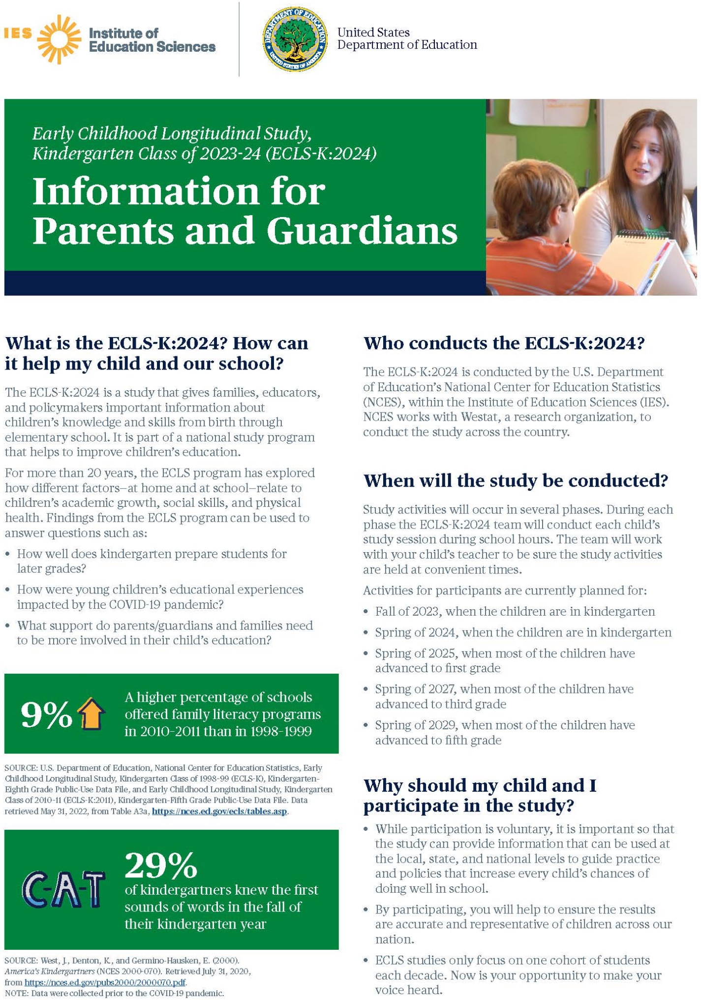 IES
Institute of
Education Sciences
DEPARTMENT OF EDUCATION
UNITED STATES OF AMERICA
United States
Department of Education
Early Childhood Longitudinal Study,
Kindergarten Class of 2023-24 (ECLS-K:2024)
Information for
Parents and Guardians
What is the ECLS-K:2024? How can
it help my child and our school?
The ECLS-K:2024 is a study that gives families, educators,
and policymakers important information about
children's knowledge and skills from birth through
elementary school. It is part of a national study program
that helps to improve children's education.
For more than 20 years, the ECLS program has explored
how different factors—at home and at school—relate to
children's academic growth, social skills, and physical
health. Findings from the ECLS program can be used to
answer questions such as:
• How well does kindergarten prepare students for
later grades?
• How were young children's educational experiences
impacted by the COVID-19 pandemic?
• What support do parents/guardians and families need
to be more involved in their child's education?
9%
A higher percentage of schools
offered family literacy programs
in 2010-2011 than in 1998-1999
SOURCE: U.S. Department of Education, National Center for Education Statistics, Early
Childhood Longitudinal Study, Kindergarten Class of 1998-99 (ECLS-K), Kindergarten-
Eighth Grade Public-Use Data File, and Early Childhood Longitudinal Study, Kindergarten
Class of 2010-11 (ECLS-K:2011), Kindergarten-Fifth Grade Public-Use Data File. Data
retrieved May 31, 2022, from Table A3a, https://nces.ed.gov/ecls/tables.asp.
C-A-T
29%
of kindergartners knew the first
sounds of words in the fall of
their kindergarten year
SOURCE: West, J., Denton, K., and Germino-Hausken, E. (2000).
America's Kindergartners (NCES 2000-070). Retrieved July 31, 2020,
from https://nces.ed.gov/pubs2000/2000070.pdf.
NOTE: Data were collected prior to the COVID-19 pandemic.
Who conducts the ECLS-K:2024?
The ECLS-K:2024 is conducted by the U.S. Department
of Education's National Center for Education Statistics
(NCES), within the Institute of Education Sciences (IES).
NCES works with Westat, a research organization, to
conduct the study across the country.
When will the study be conducted?
Study activities will occur in several phases. During each
phase the ECLS-K:2024 team will conduct each child's
study session during school hours. The team will work
with your child's teacher to be sure the study activities
are held at convenient times.
Activities for participants are currently planned for:
• Fall of 2023, when the children are in kindergarten
• Spring of 2024, when the children are in kindergarten
• Spring of 2025, when most of the children have
advanced to first grade
• Spring of 2027, when most of the children have
advanced to third grade
• Spring of 2029, when most of the children have
advanced to fifth grade
Why should my child and I
participate in the study?
• While participation is voluntary, it is important so that
the study can provide information that can be used at
the local, state, and national levels to guide practice
and policies that increase every child's chances of
doing well in school.
• By participating, you will help to ensure the results
are accurate and representative of children across our
nation.
• ECLS studies only focus on one cohort of students
each decade. Now is your opportunity to make your
voice heard.